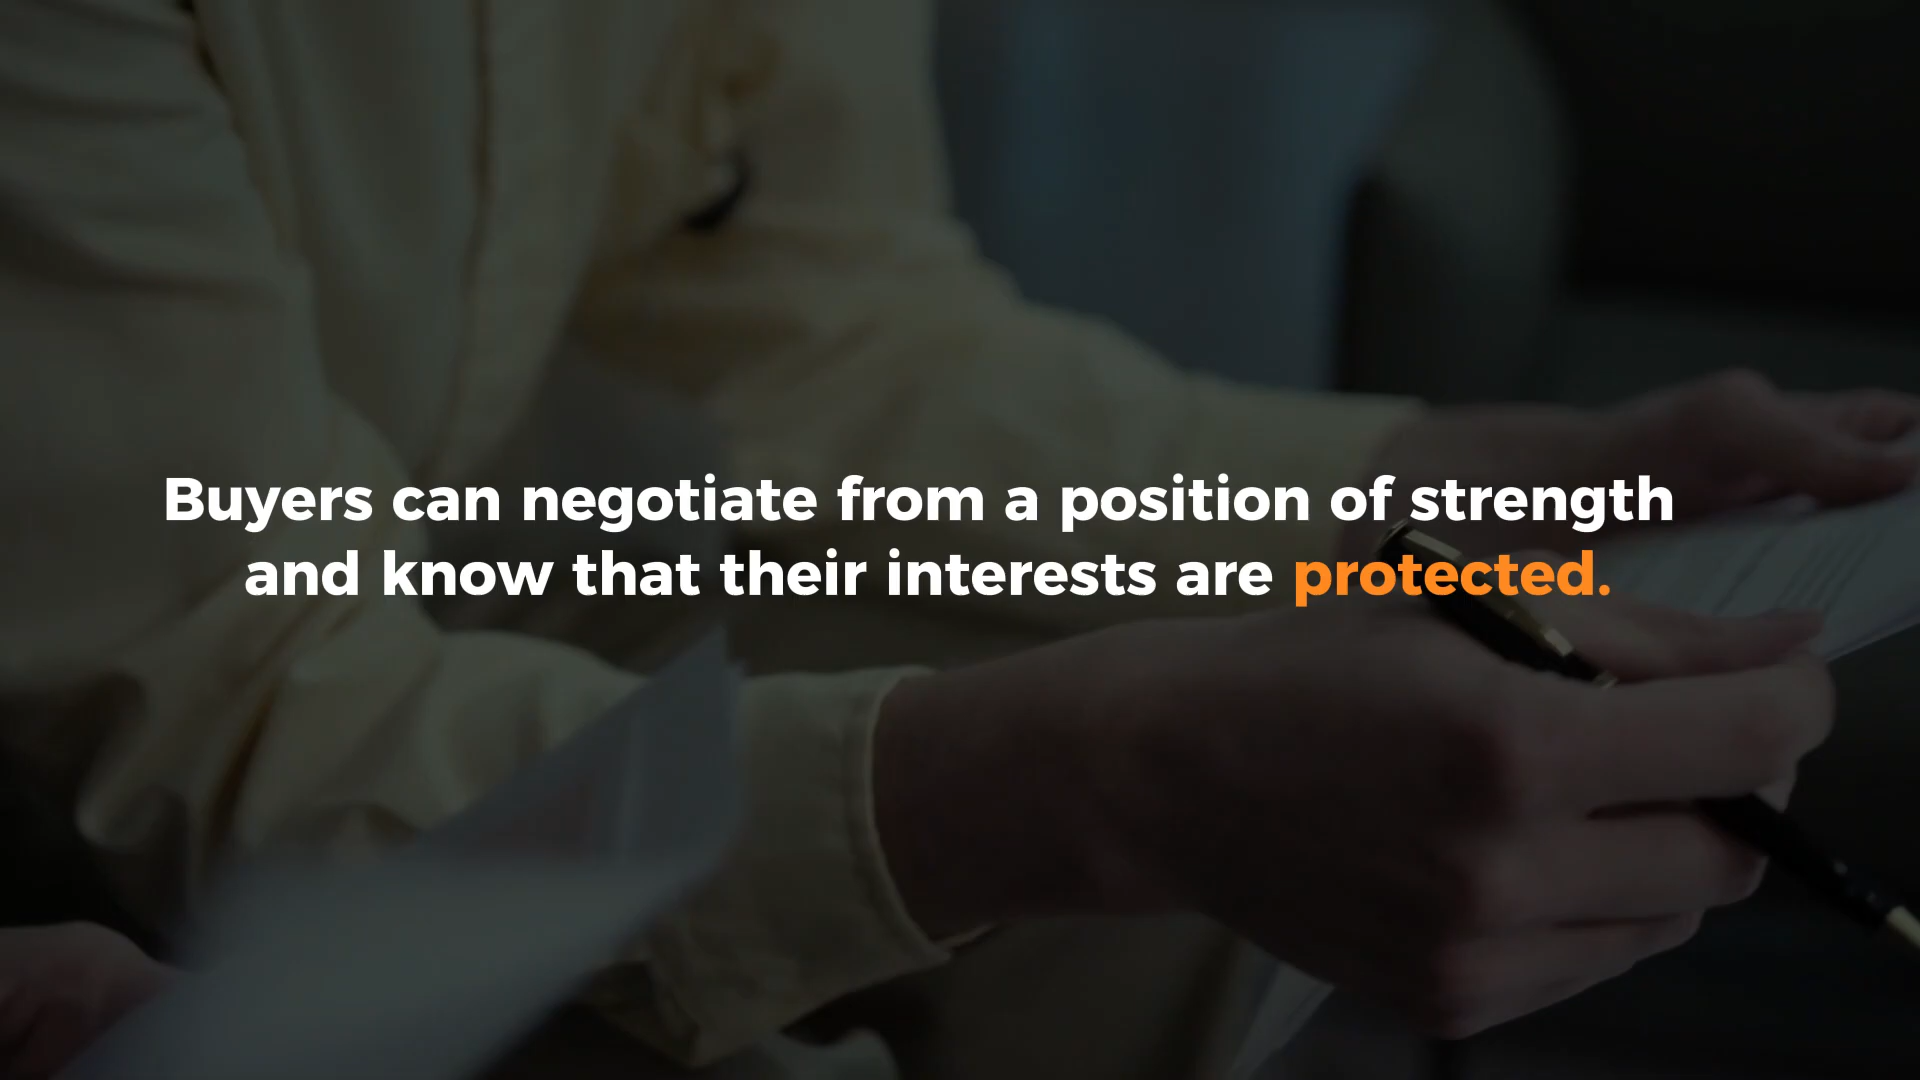 Buyers can negotiate from a position of strength
and know that their interests are protected.